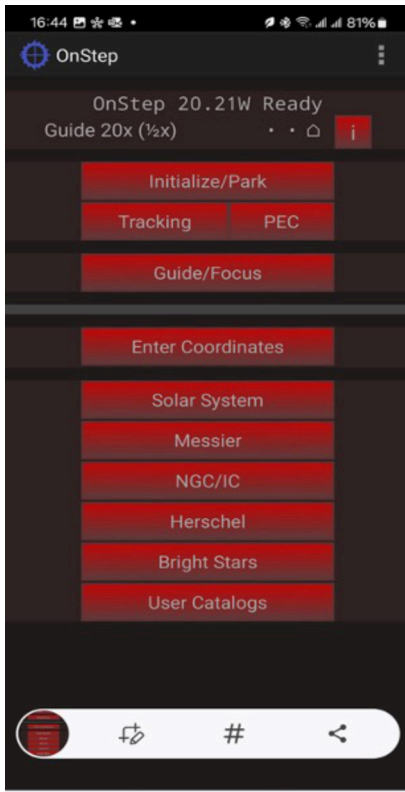 16:44 81%
OnStep
OnStep 20.21W Ready
Guide 20x (½x) i
Initialize/Park
Tracking PEC
Guide/Focus
Enter Coordinates
Solar System
Messier
NGC/IC
Herschel
Bright Stars
User Catalogs
#